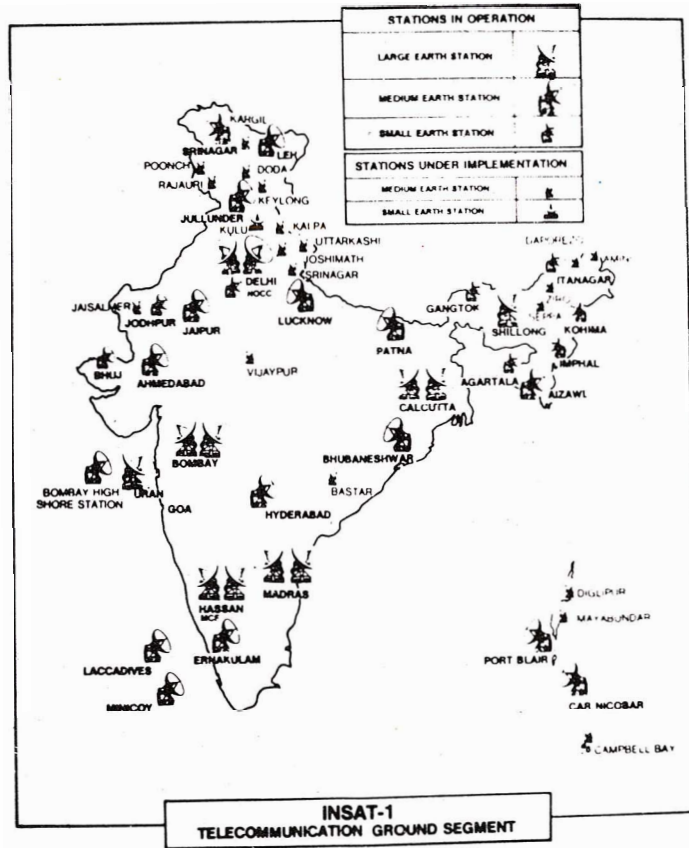 STATIONS IN OPERATION
LARGE EARTH STATION
MEDIUM EARTH STATION
SMALL EARTH STATION
STATIONS UNDER IMPLEMENTATION
MEDIUM EARTH STATION
SMALL EARTH STATION
KARGIL
SRINAGAR
LEH
POONCH
DODA
RAJAURI
KEYLONG
JULLUNDER
KULU
KALPA
UTTARKASHI
JOSHIMATH
SRINAGAR
DELHI
HOCC
DAPOREZO
ITANAGAR
ZIRO
SEPPA
GANGTOK
SHILLONG
KOHIMA
JAISALMER
JODHPUR
JAIPUR
LUCKNOW
PATNA
IMPHAL
BHUJ
AHMEDABAD
VIJAYPUR
AGARTALA
AIZAWL
CALCUTTA
BOMBAY
BHUBANESHWAR
BOMBAY HIGH
SHORE STATION
URAN
GOA
HYDERABAD
BASTAR
HASSAN
MCF
MADRAS
DIGLIPUR
MAYABUNDAR
LACCADIVES
ERNAKULAM
PORT BLAIR
MINICOY
CAR NICOBAR
CAMPBELL BAY
INSAT-1
TELECOMMUNICATION GROUND SEGMENT